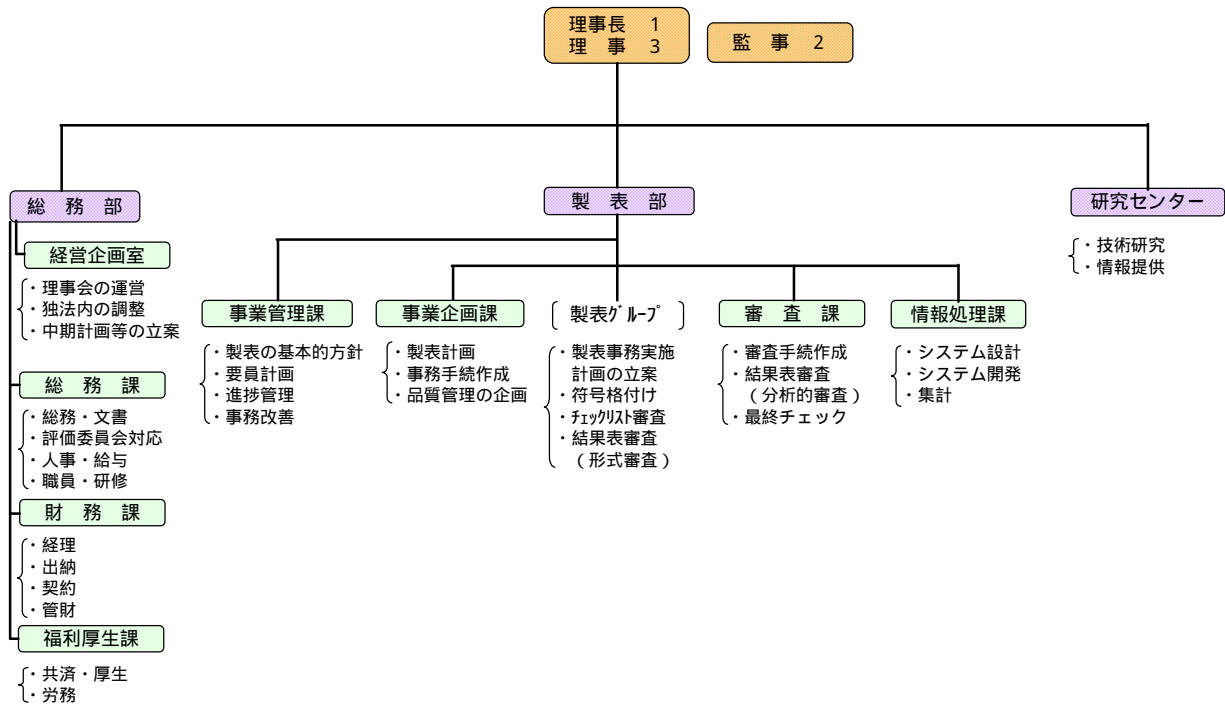 理事長 1
理 事 3
監 事 2
総 務 部
製 表 部
研究センター
・技術研究
・情報提供
経営企画室
・理事会の運営
・独法内の調整
・中期計画等の立案
総 務 課
・総務・文書
・評価委員会対応
・人事・給与
・職員・研修
財 務 課
・経理
・出納
・契約
・管財
福利厚生課
・共済・厚生
・労務
事業管理課
・製表の基本的方針
・要員計画
・進捗管理
・事務改善
事業企画課
・製表計画
・事務手続作成
・品質管理の企画
〔 製表グループ 〕
・製表事務実施
計画の立案
・符号格付け
・チェックリスト審査
・結果表審査
(形式審査)
審 査 課
・審査手続作成
・結果表審査
(分析的審査)
・最終チェック
情報処理課
・システム設計
・システム開発
・集計